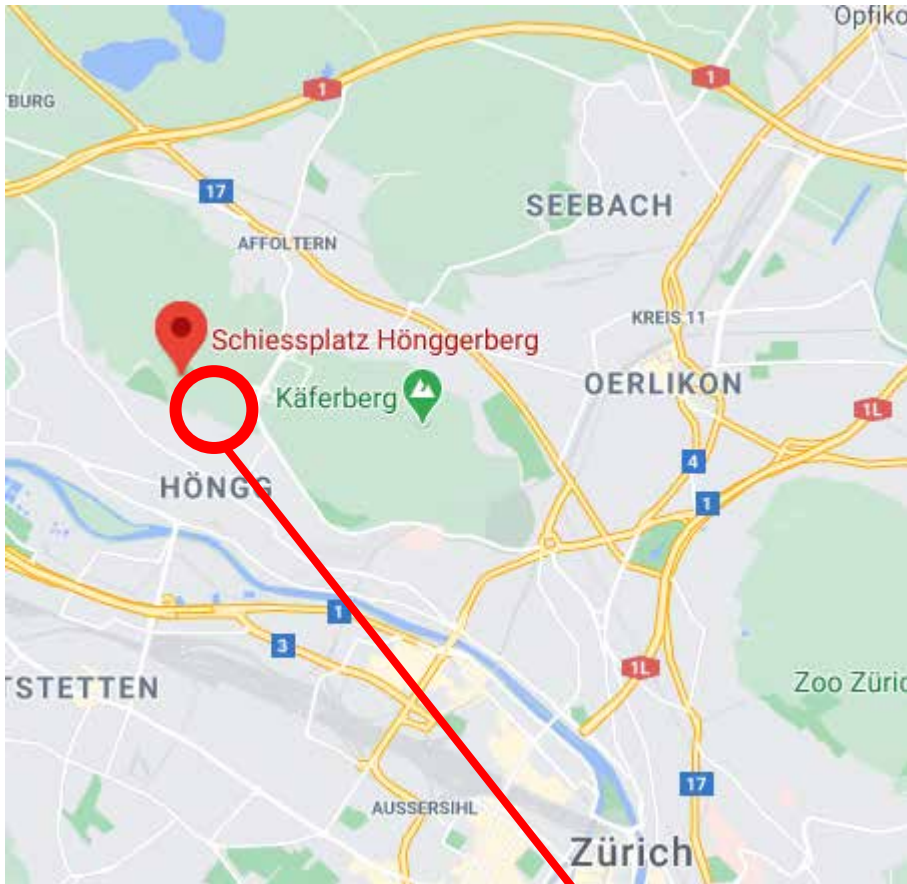 Opfiko
1
1
BURG
17
SEEBACH
AFFOLTERN
KREIS 11
Schiessplatz Hönggerberg
Käferberg
OERLIKON
1L
4
HÖNGG
1
1
3
1L
TSTETTEN
Zoo Züric
17
AUSSERSIHL
Zürich